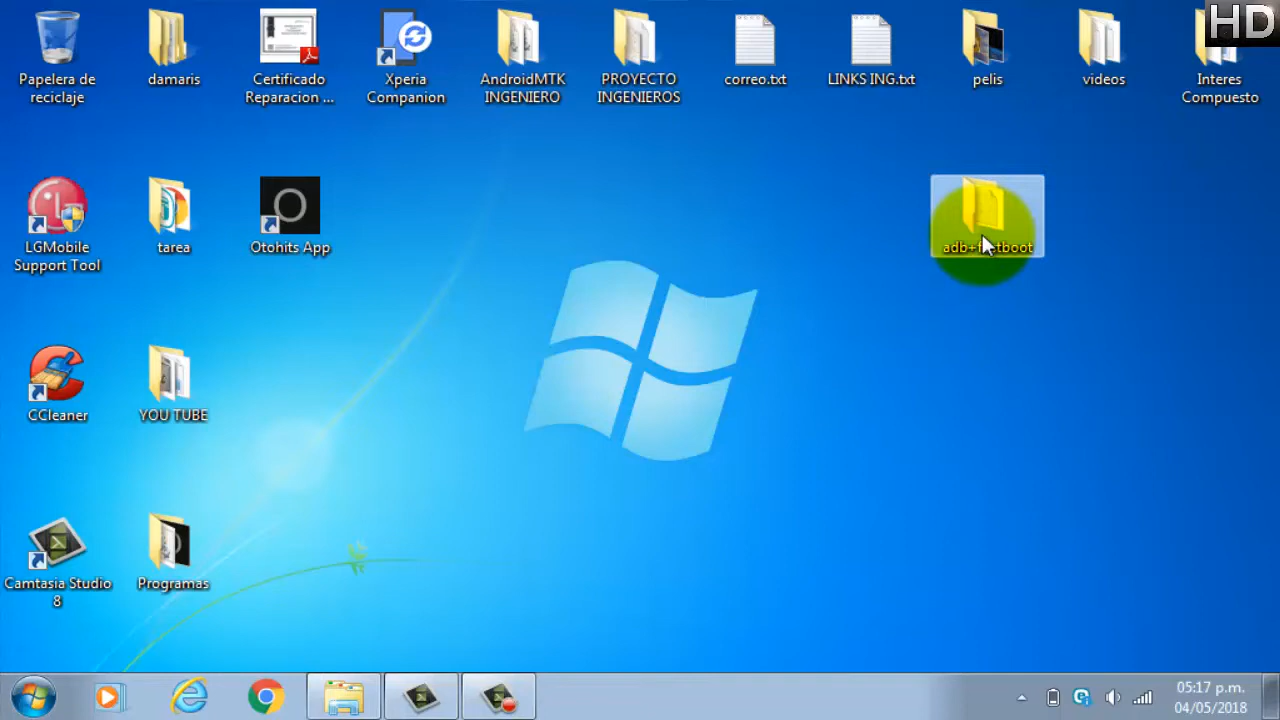 HD
Papelera de
reciclaje
damaris
Certificado
Reparacion ...
Xperia
Companion
AndroidMTK
INGENIERO
PROYECTO
INGENIEROS
correo.txt
LINKS ING.txt
pelis
videos
Interes
Compuesto
LGMobile
Support Tool
tarea
O
Otohits App
adb+fastboot
CCleaner
YOU TUBE
Camtasia Studio
8
Programas
05:17 p.m.
04/05/2018